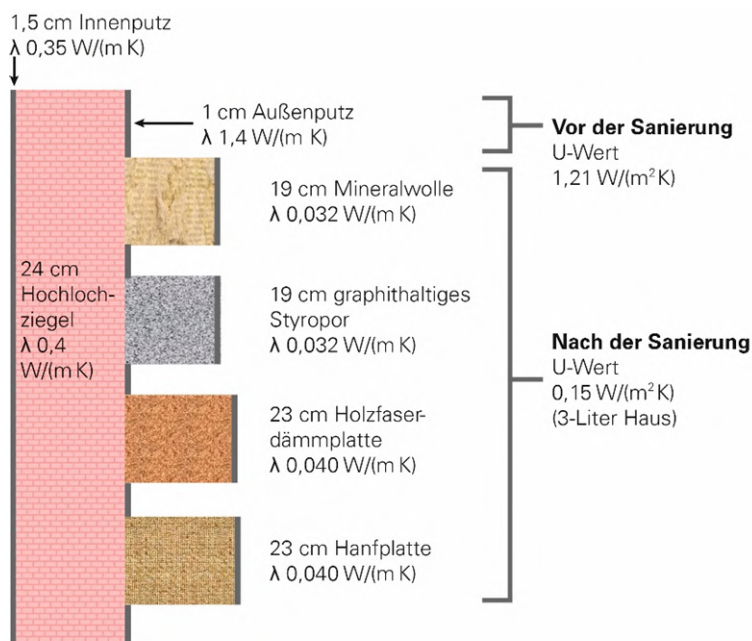 1,5 cm Innenputz
λ 0,35 W/(m K)
1 cm Außenputz
λ 1,4 W/(m K)
Vor der Sanierung
U-Wert
1,21 W/(m²K)
19 cm Mineralwolle
λ 0,032 W/(m K)
24 cm
Hochloch-
ziegel
λ 0,4
W/(m K)
19 cm graphithaltiges
Styropor
λ 0,032 W/(m K)
Nach der Sanierung
U-Wert
0,15 W/(m²K)
(3-Liter Haus)
23 cm Holzfaser-
dämmplatte
λ 0,040 W/(m K)
23 cm Hanfplatte
λ 0,040 W/(m K)